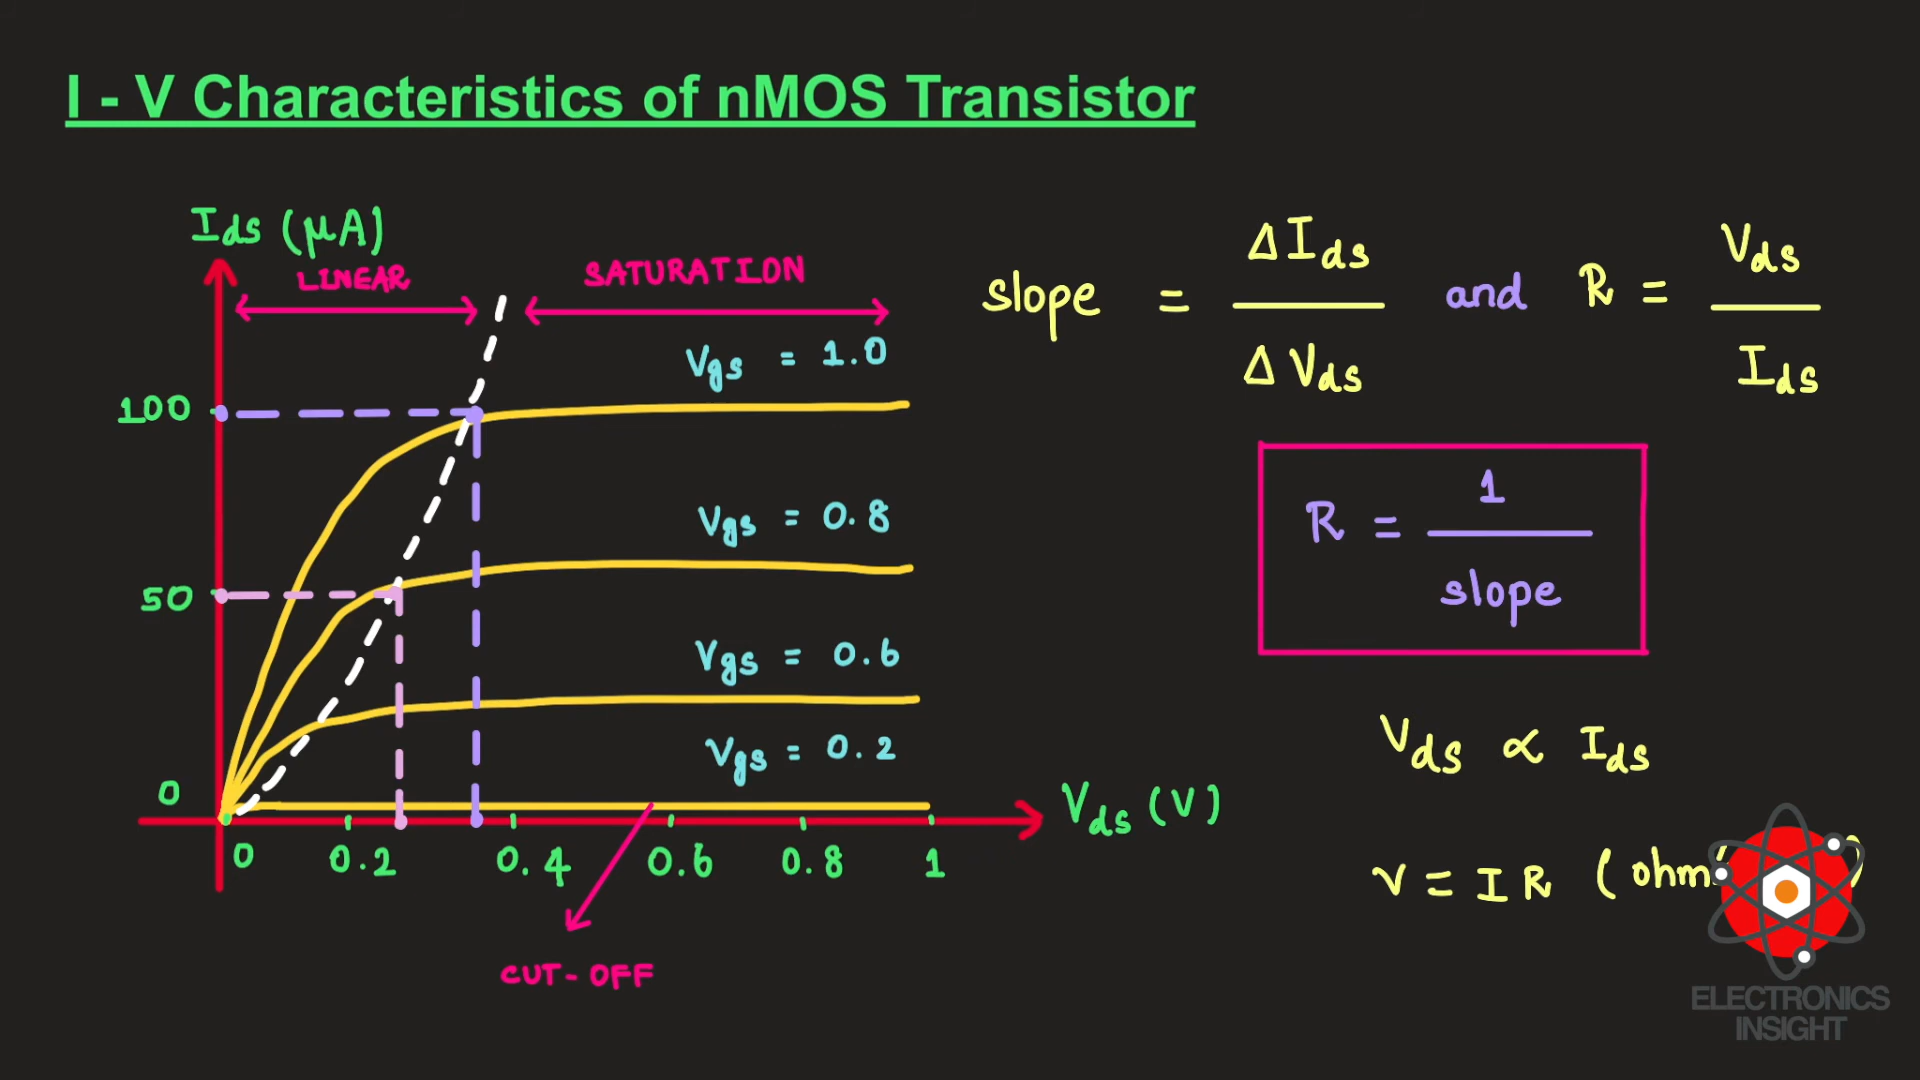 I - V Characteristics of nMOS Transistor
Ids (μA)
LINEAR
SATURATION
Vgs = 1.0
100
Vgs = 0.8
50
Vgs = 0.6
Vgs = 0.2
0
Vds (V)
0 0.2 0.4 0.6 0.8 1
CUT-OFF
slope = ΔIds / ΔVds and R = Vds / Ids
R = 1 / slope
Vds ∝ Ids
V = IR (ohm
ELECTRONICS
INSIGHT